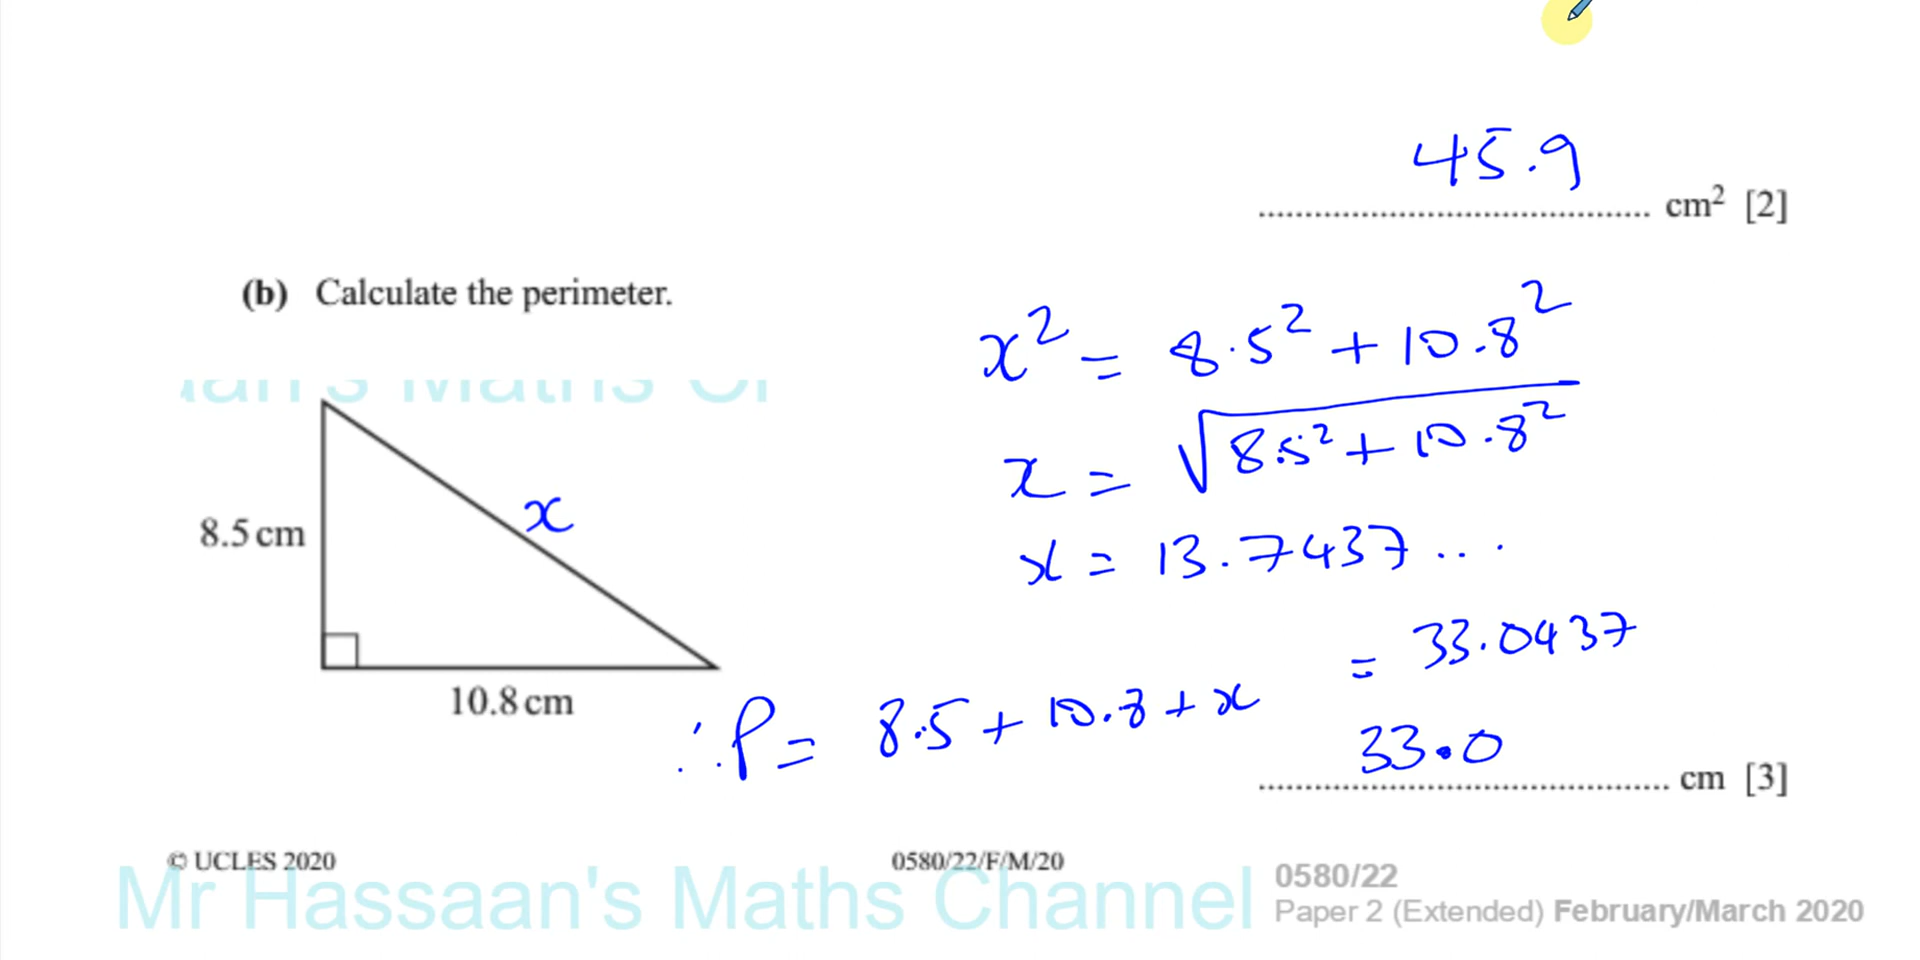 45.9
cm² [2]
(b) Calculate the perimeter.
x² = 8.5² + 10.8²
x = √8.5² + 10.8²
8.5 cm
x
x = 13.7437...
= 33.0437
10.8 cm
∴ P = 8.5 + 10.8 + x
33.0
cm [3]
© UCLES 2020
0580/22/F/M/20
Mr Hassaan's Maths Channel
0580/22
Paper 2 (Extended) February/March 2020